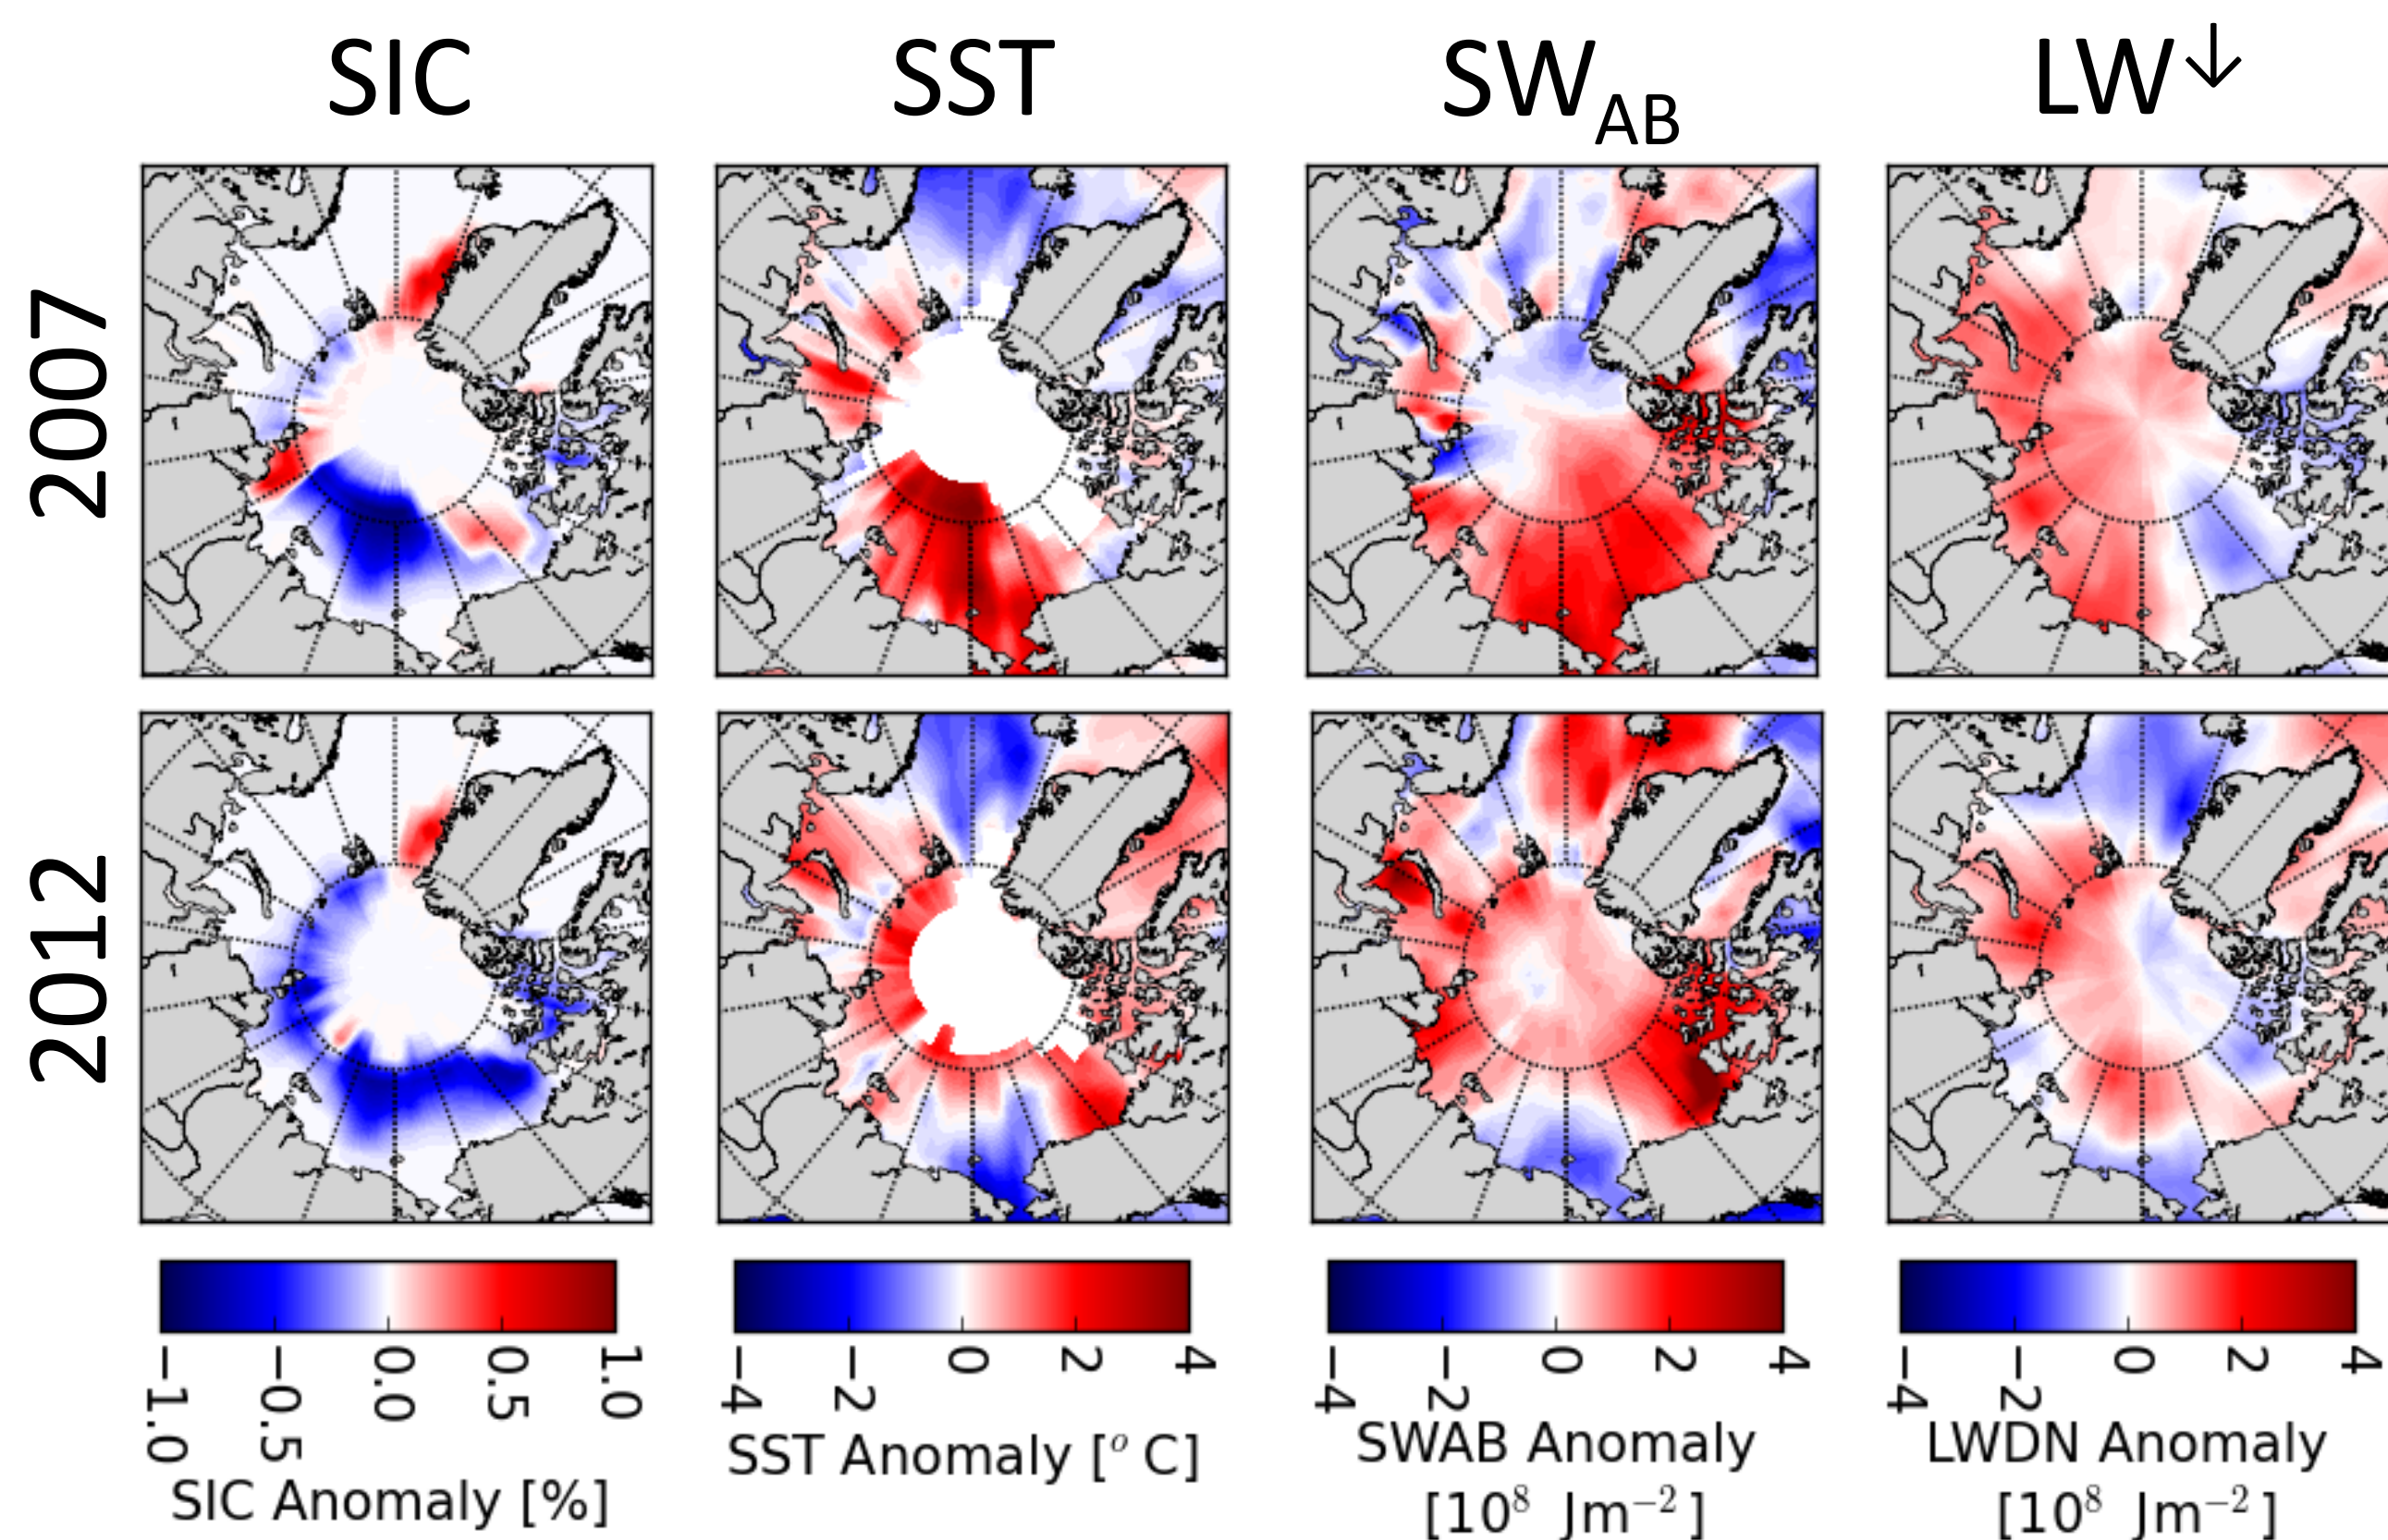 SIC SST SW_AB LW↓
2007
2012
−1.0 −0.5 0.0 0.5 1.0
SIC Anomaly [%]
−4 −2 0 2 4
SST Anomaly [° C]
−4 −2 0 2 4
SWAB Anomaly
[10⁸ Jm⁻²]
−4 −2 0 2 4
LWDN Anomaly
[10⁸ Jm⁻²]